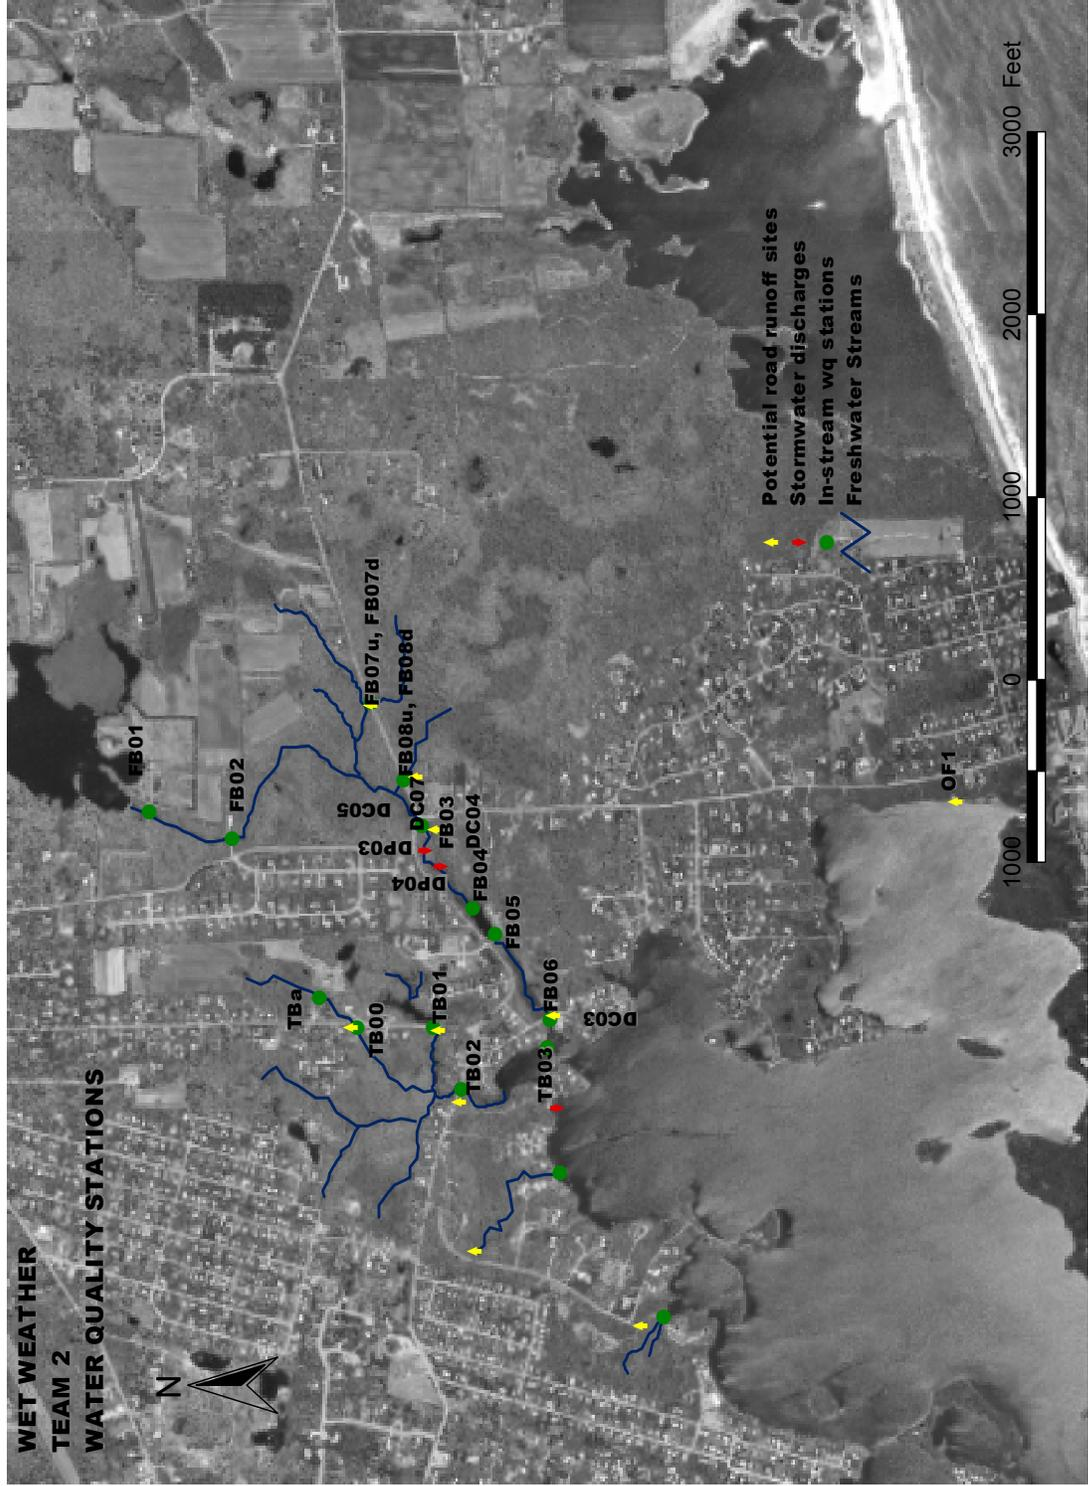 WET WEATHER
TEAM 2
WATER QUALITY STATIONS
N
FB01
FB02
FB07u, FB07d
FB08u, FB08d
DC05
DC07
FB03
DC04
DP03
DP04
FB04
FB05
FB06
DC03
TBa
TB00
TB01
TB02
TB03
OF1
Potential road runoff sites
Stormwater discharges
In-stream wq stations
Freshwater Streams
1000 0 1000 2000 3000 Feet